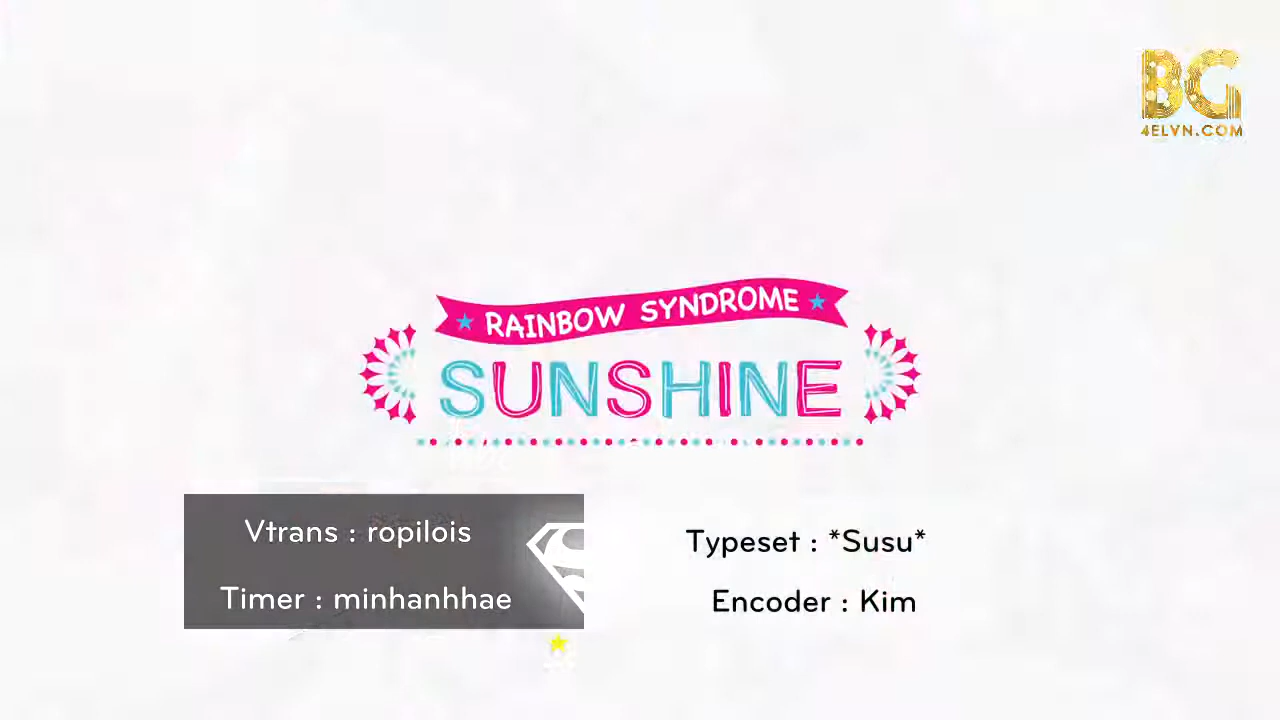 BG
4ELVN.COM
RAINBOW SYNDROME
SUNSHINE
Vtrans : ropilois
Timer : minhanhhae
Typeset : *Susu*
Encoder : Kim